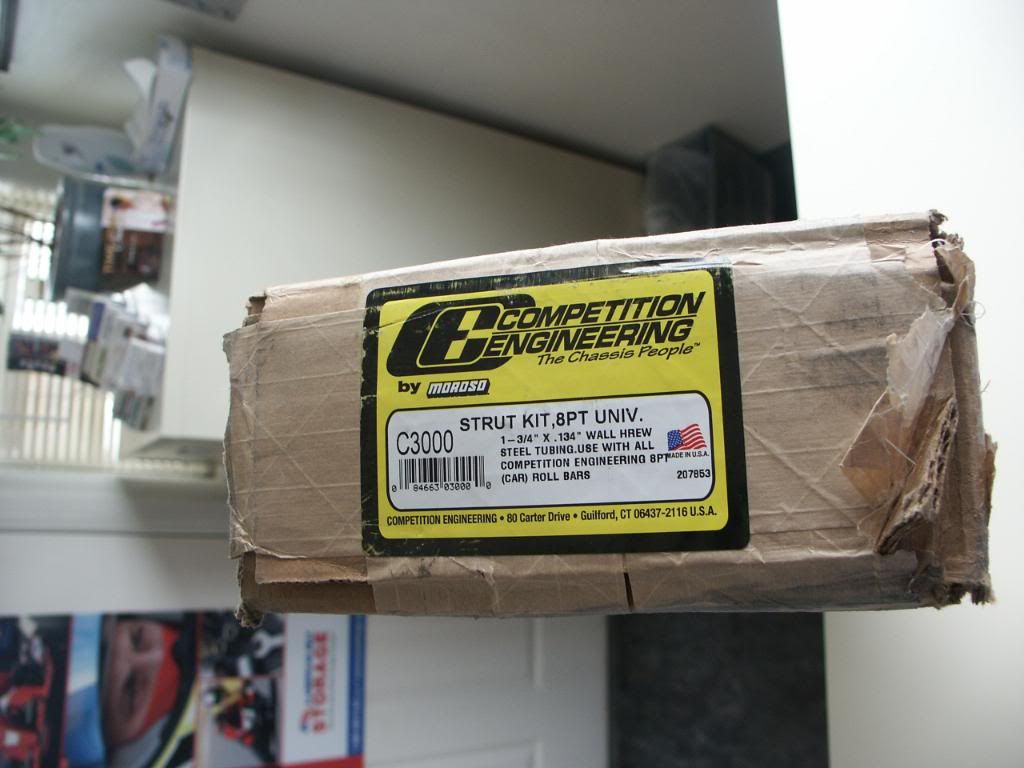 COMPETITION
ENGINEERING
The Chassis People™
by MOROSO
STRUT KIT,8PT UNIV.
C3000
1-3/4" X .134" WALL HREW
STEEL TUBING.USE WITH ALL
COMPETITION ENGINEERING 8PT
(CAR) ROLL BARS
MADE IN U.S.A.
207853
0 84663 03000 0
COMPETITION ENGINEERING • 80 Carter Drive • Guilford, CT 06437-2116 U.S.A.
STORAGE